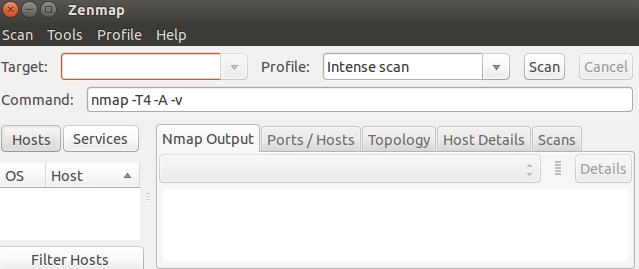 Zenmap
Scan Tools Profile Help
Target: Profile: Intense scan Scan Cancel
Command: nmap -T4 -A -v
Hosts Services Nmap Output Ports / Hosts Topology Host Details Scans
OS Host Details
Filter Hosts